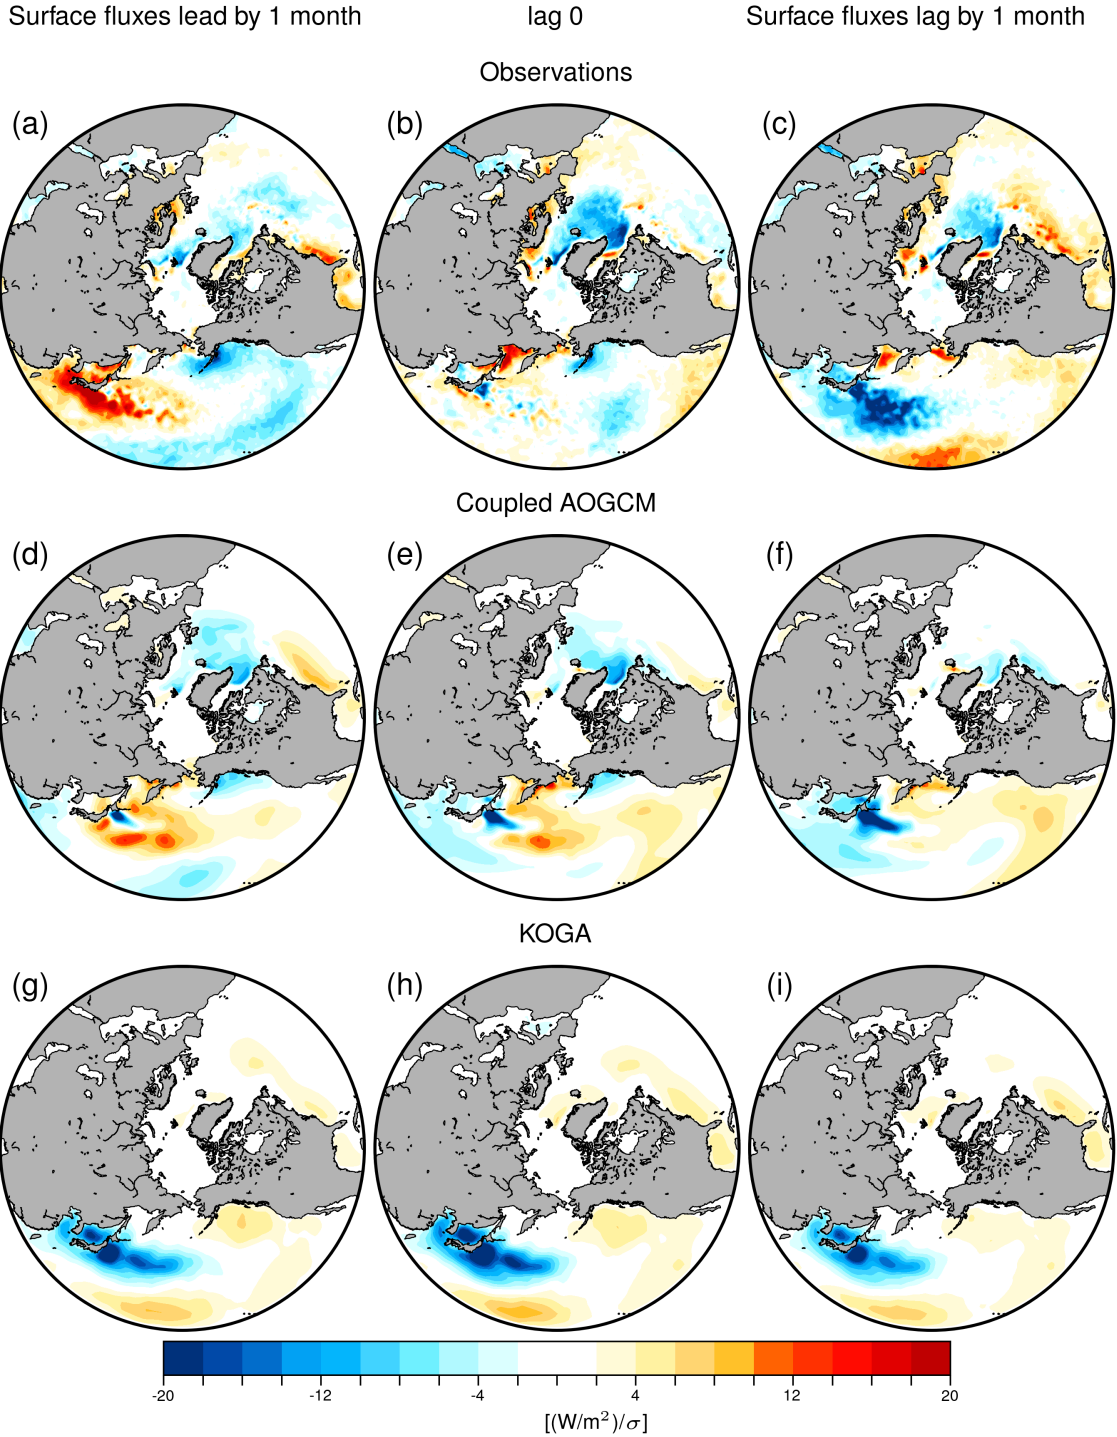 Surface fluxes lead by 1 month lag 0 Surface fluxes lag by 1 month
Observations
(a) (b) (c)
Coupled AOGCM
(d) (e) (f)
KOGA
(g) (h) (i)
-20 -12 -4 4 12 20
[(W/m²)/σ]